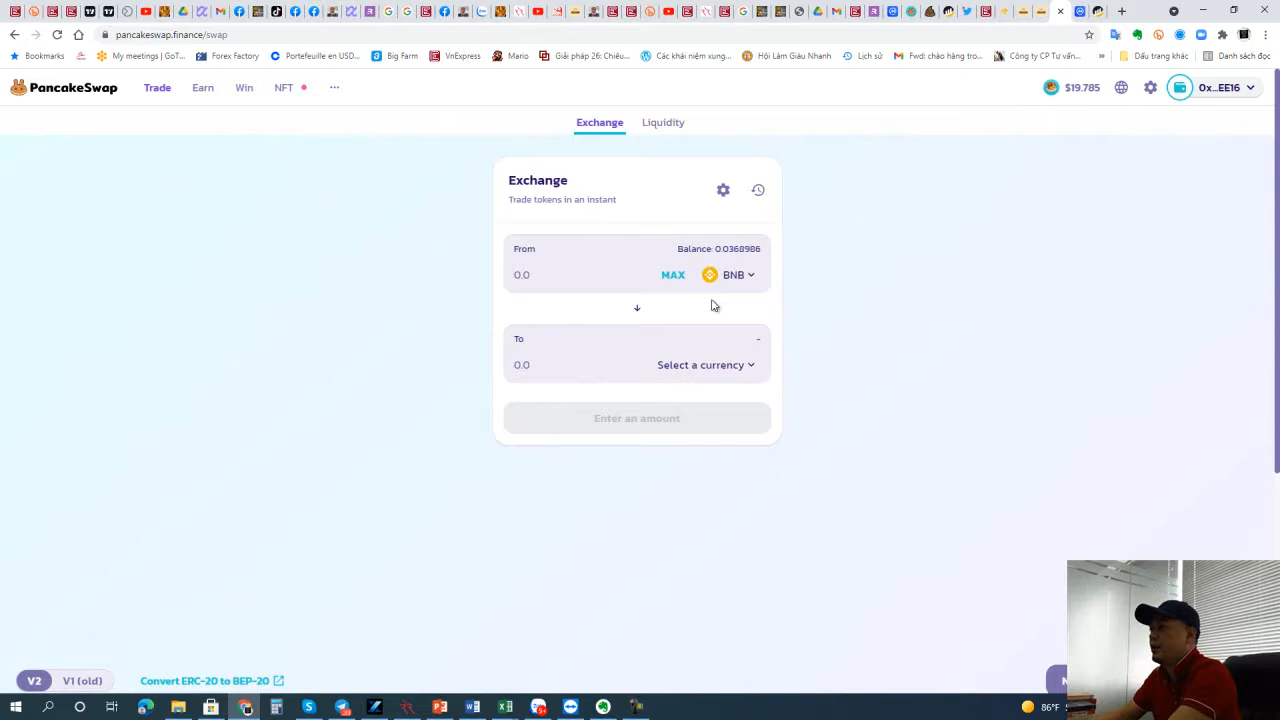 pancakeswap.finance/swap
Bookmarks
My meetings | GoT...
Forex Factory
Portefeuille en USD...
Big Farm
VnExpress
Mario
Giải pháp 26: Chiêu...
Các khái niệm xung...
Hội Làm Giàu Nhanh
Lịch sử
Fwd: chào hàng tro...
Công ty CP Tư vấn...
»
Dấu trang khác
Danh sách đọc
PancakeSwap
Trade
Earn
Win
NFT
$19.785
0x...EE16
Exchange
Liquidity
Exchange
Trade tokens in an instant
From
Balance: 0.0368986
0.0
MAX
BNB
To
-
0.0
Select a currency
Enter an amount
V2
V1 (old)
Convert ERC-20 to BEP-20
86°F